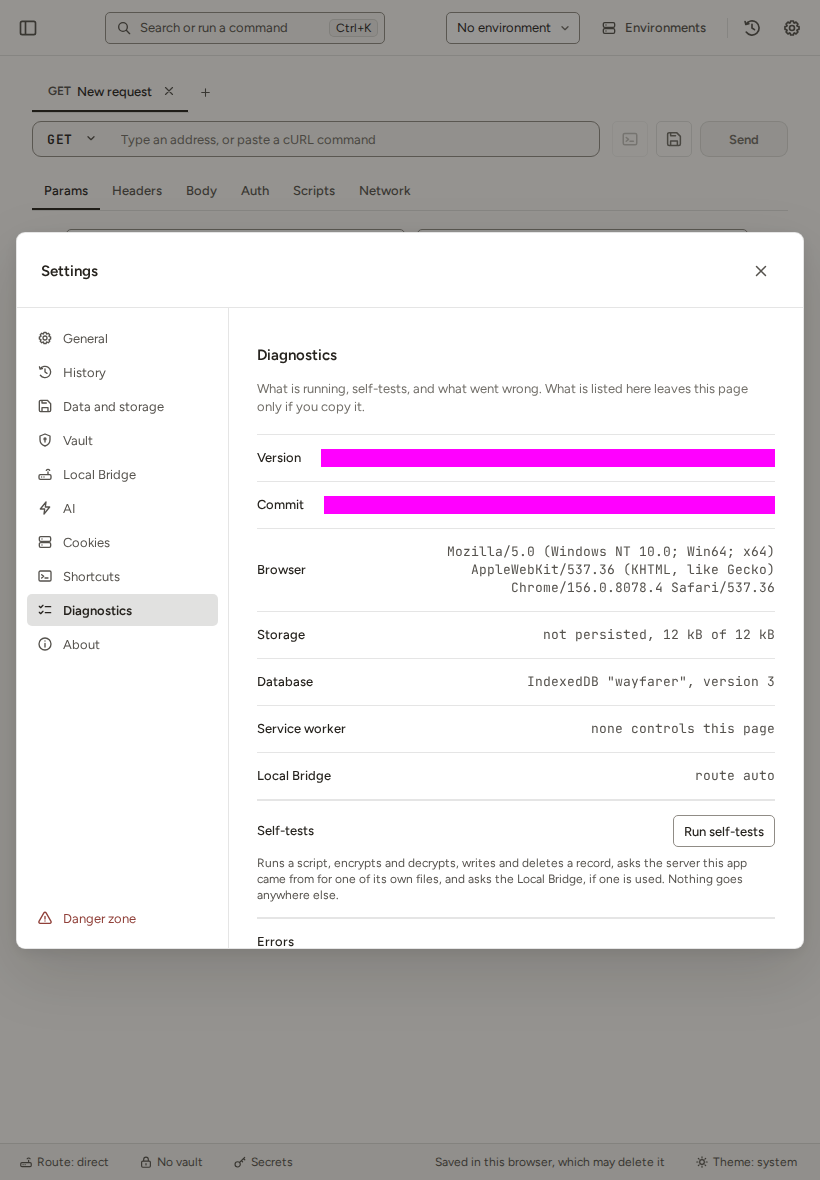 Search or run a command Ctrl+K
No environment
Environments
GET New request
GET Type an address, or paste a cURL command
Send
Params Headers Body Auth Scripts Network
Settings
General
History
Data and storage
Vault
Local Bridge
AI
Cookies
Shortcuts
Diagnostics
About
Danger zone
Diagnostics
What is running, self-tests, and what went wrong. What is listed here leaves this page
only if you copy it.
Version
Commit
Browser
Mozilla/5.0 (Windows NT 10.0; Win64; x64)
AppleWebKit/537.36 (KHTML, like Gecko)
Chrome/156.0.8078.4 Safari/537.36
Storage not persisted, 12 kB of 12 kB
Database IndexedDB "wayfarer", version 3
Service worker none controls this page
Local Bridge route auto
Self-tests Run self-tests
Runs a script, encrypts and decrypts, writes and deletes a record, asks the server this app
came from for one of its own files, and asks the Local Bridge, if one is used. Nothing goes
anywhere else.
Errors
Route: direct No vault Secrets Saved in this browser, which may delete it Theme: system